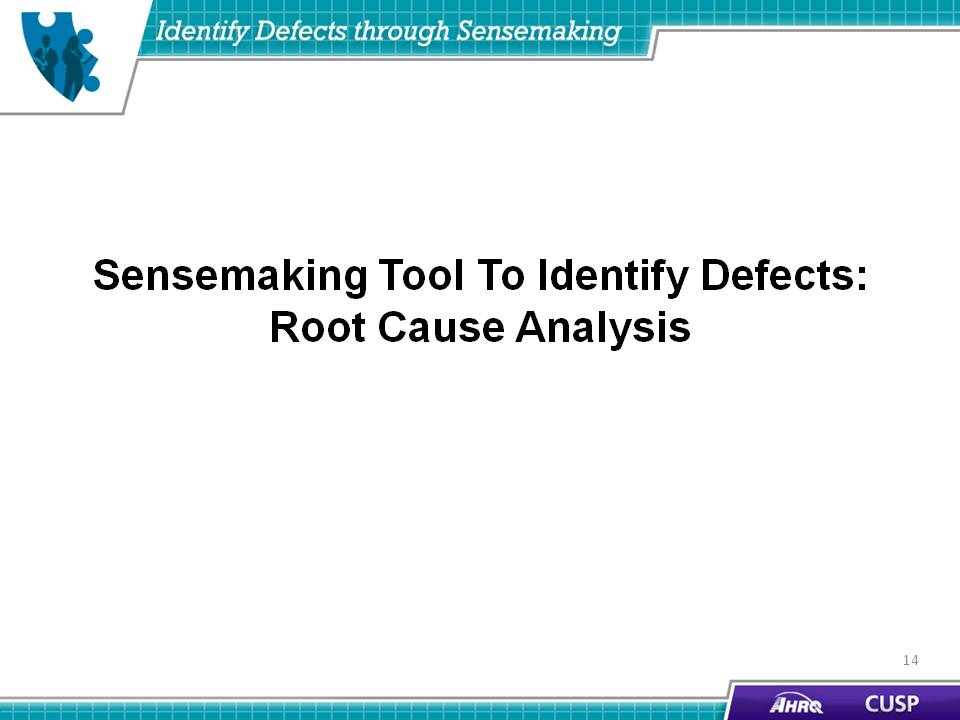 Identify Defects through Sensemaking
Sensemaking Tool To Identify Defects:
Root Cause Analysis
14
AHRQ CUSP